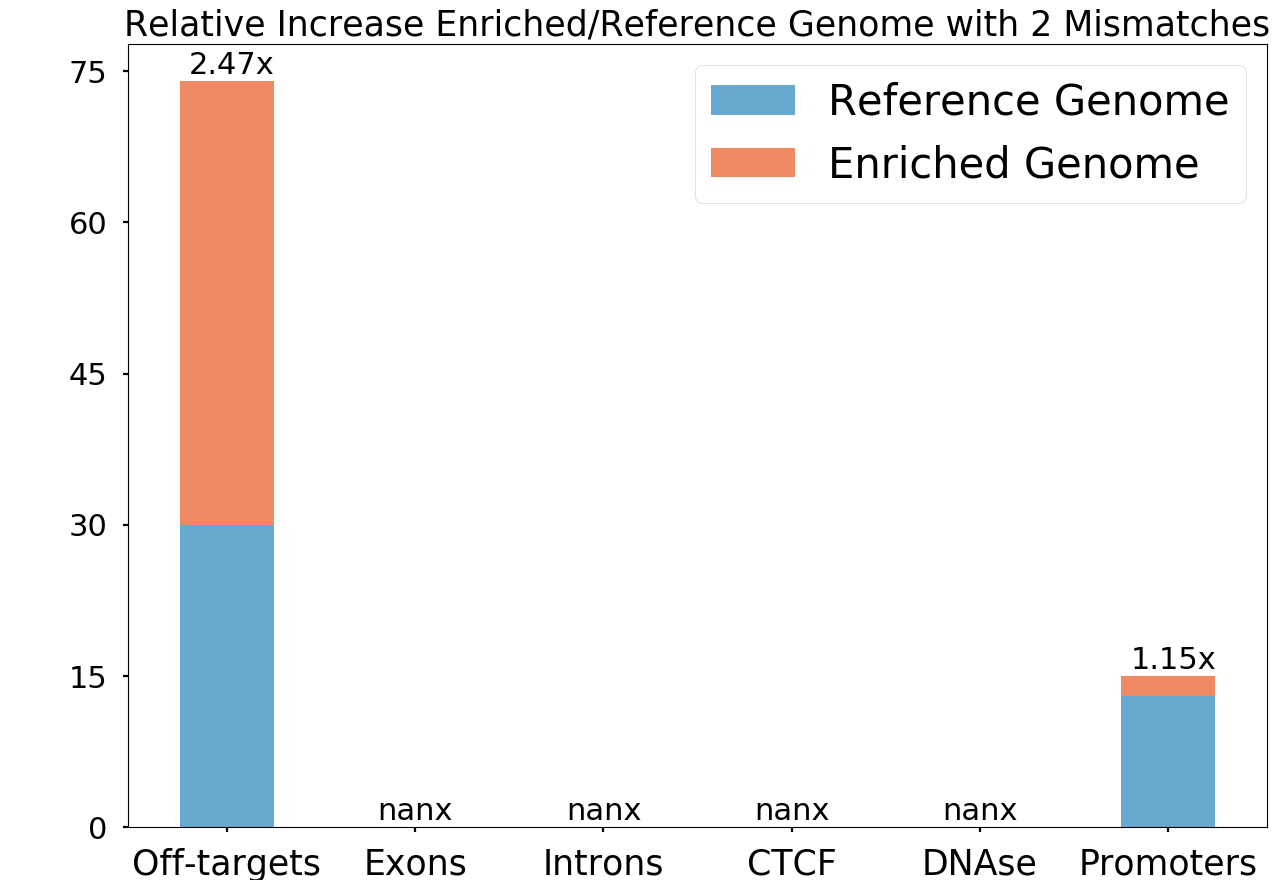 Relative Increase Enriched/Reference Genome with 2 Mismatches
2.47x
75
Reference Genome
Enriched Genome
60
45
30
1.15x
15
nanx nanx nanx nanx
0
Off-targets Exons Introns CTCF DNAse Promoters